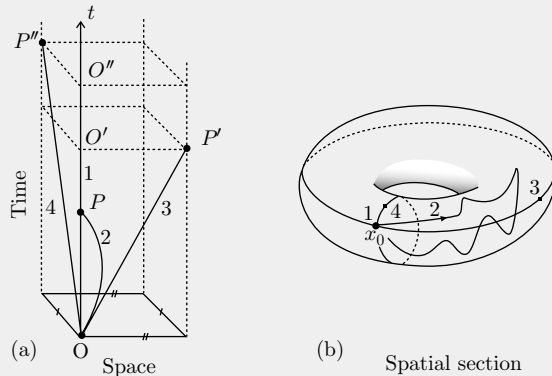 t
P″
O″
O′
P′
1
Time
4
P
3
2
(a)
O
Space
3
1
4
2
x₀
(b)
Spatial section